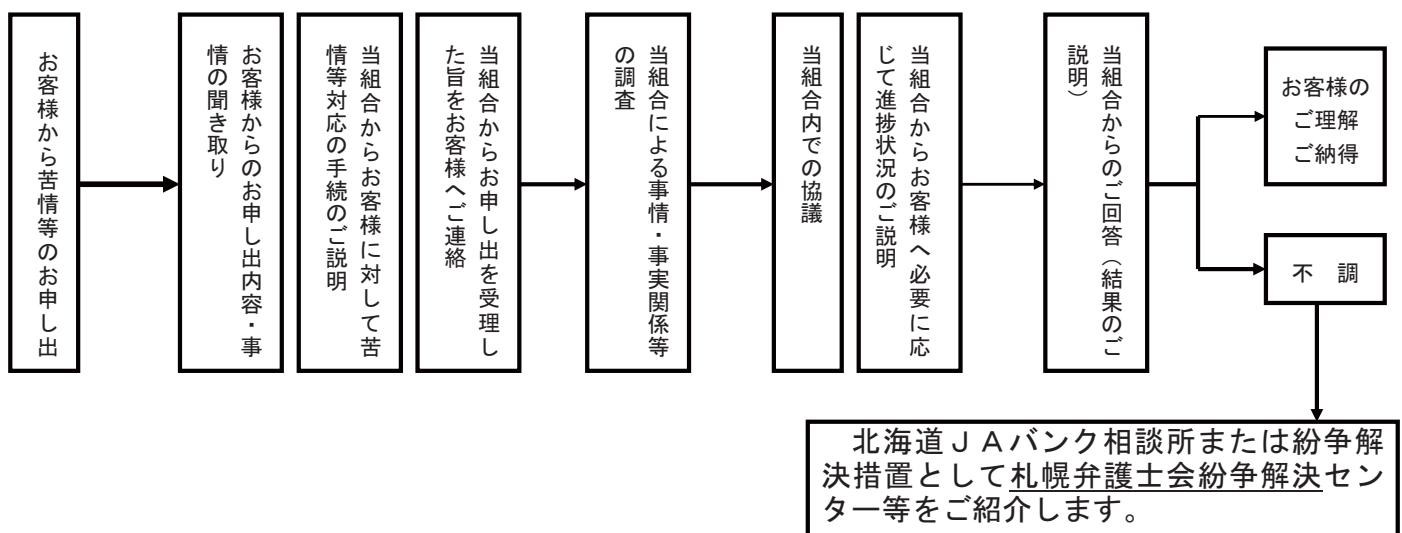 お客様から苦情等のお申し出
お客様からのお申し出内容・事
情の聞き取り
当組合からお客様に対して苦
情等対応の手続のご説明
当組合からお申し出を受理し
た旨をお客様へご連絡
当組合による事情・事実関係等
の調査
当組合内での協議
当組合からお客様へ必要に応
じて進捗状況のご説明
当組合からのご回答（結果のご
説明）
お客様の
ご理解
ご納得
不　調
　北海道ＪＡバンク相談所または紛争解
決措置として札幌弁護士会紛争解決セン
ター等をご紹介します。